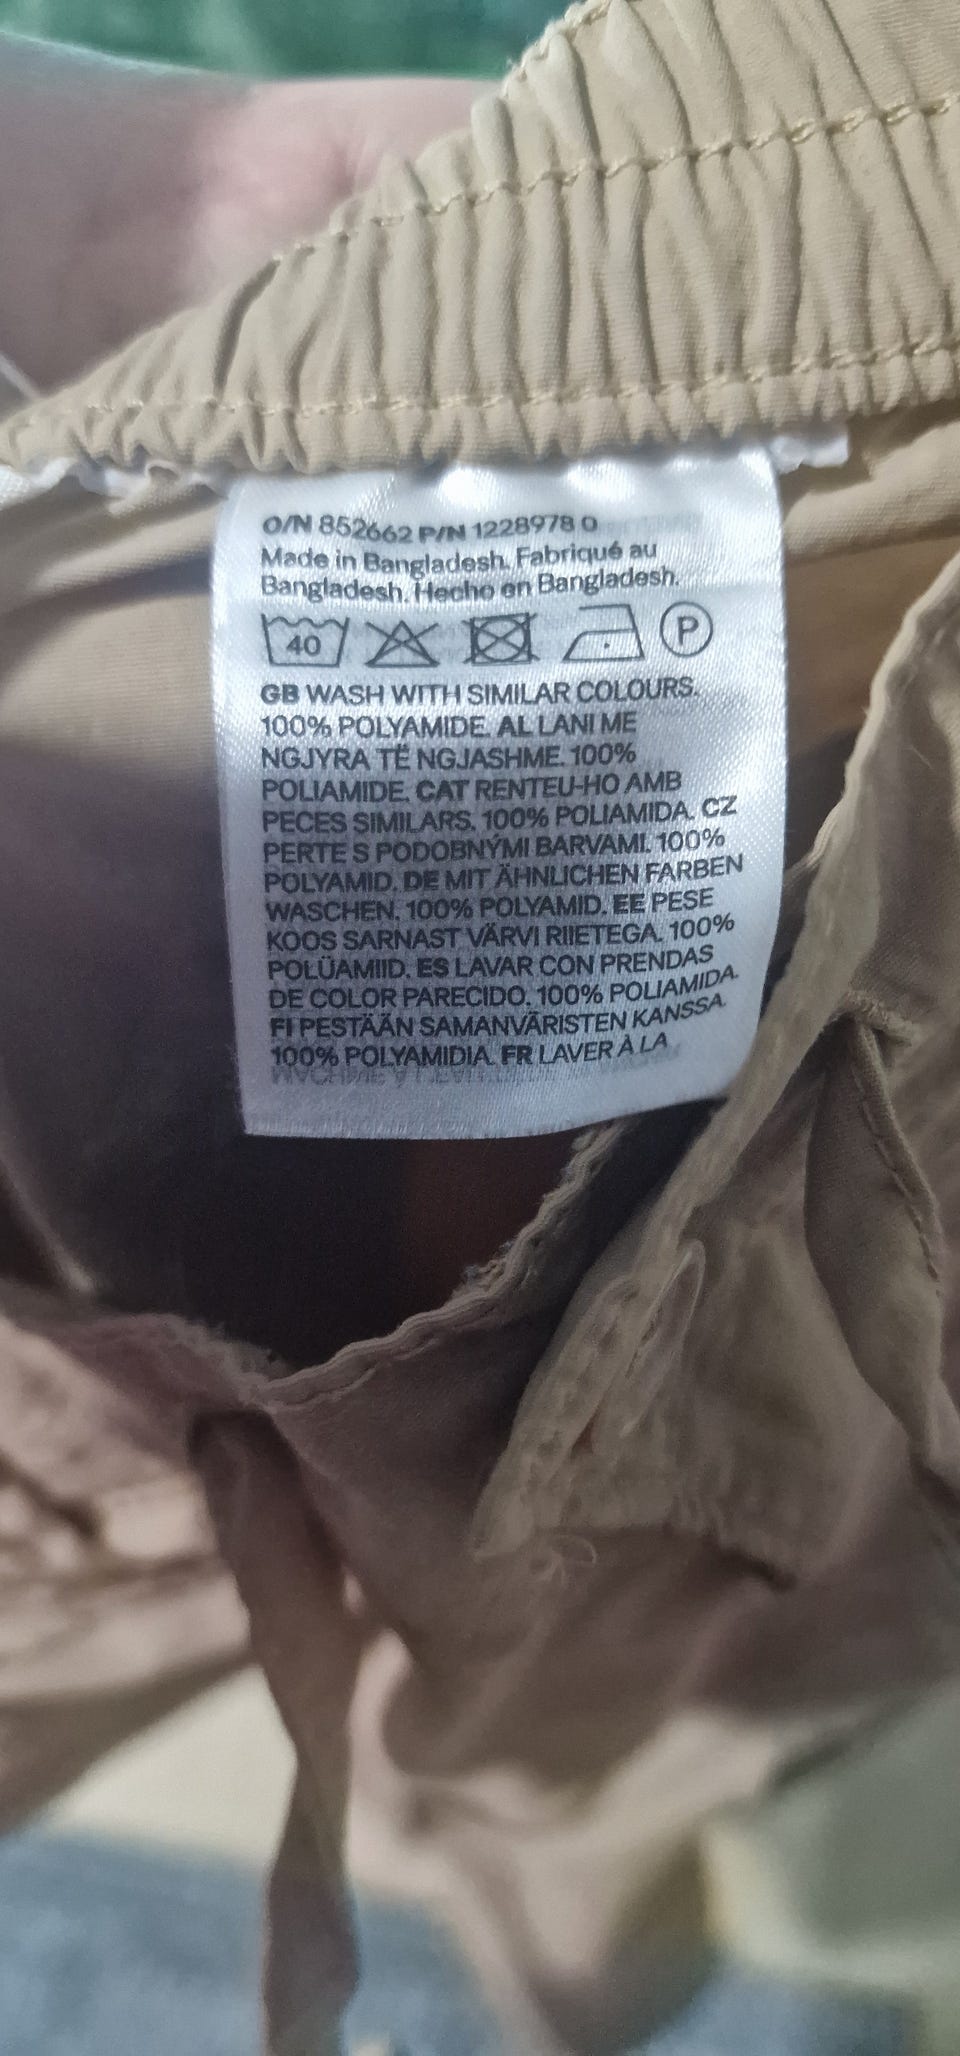 O/N 852662 P/N 1228978 0
Made in Bangladesh. Fabriqué au
Bangladesh. Hecho en Bangladesh.
40 P
GB WASH WITH SIMILAR COLOURS.
100% POLYAMIDE. AL LANI ME
NGJYRA TË NGJASHME. 100%
POLIAMIDE. CAT RENTEU-HO AMB
PECES SIMILARS. 100% POLIAMIDA. CZ
PERTE S PODOBNÝMI BARVAMI. 100%
POLYAMID. DE MIT ÄHNLICHEN FARBEN
WASCHEN. 100% POLYAMID. EE PESE
KOOS SARNAST VÄRVI RIIETEGA. 100%
POLÜAMIID. ES LAVAR CON PRENDAS
DE COLOR PARECIDO. 100% POLIAMIDA.
FI PESTÄÄN SAMANVÄRISTEN KANSSA.
100% POLYAMIDIA. FR LAVER À LA